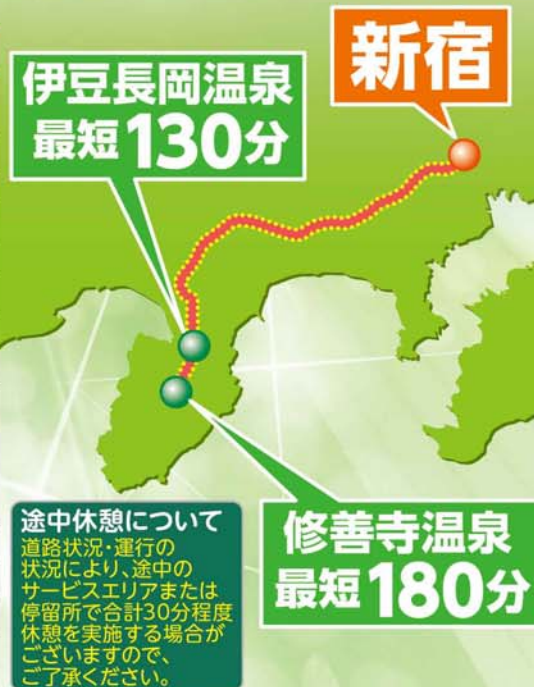 新宿
伊豆長岡温泉
最短130分
修善寺温泉
最短180分
途中休憩について
道路状況・運行の
状況により、途中の
サービスエリアまたは
停留所で合計30分程度
休憩を実施する場合が
ございますので、
ご了承ください。